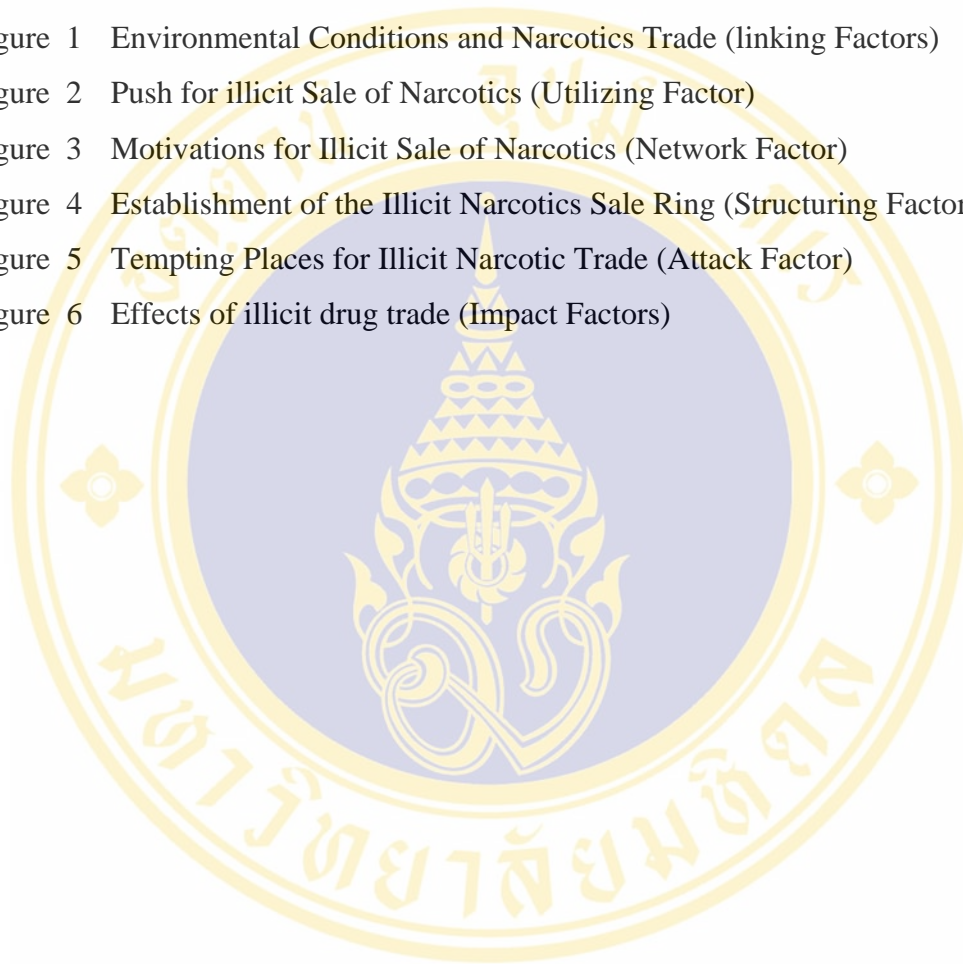 gure 1 Environmental Conditions and Narcotics Trade (linking Factors)
gure 2 Push for illicit Sale of Narcotics (Utilizing Factor)
gure 3 Motivations for Illicit Sale of Narcotics (Network Factor)
gure 4 Establishment of the Illicit Narcotics Sale Ring (Structuring Factor
gure 5 Tempting Places for Illicit Narcotic Trade (Attack Factor)
gure 6 Effects of illicit drug trade (Impact Factors)
มหาวิทยาลัยมหิดล